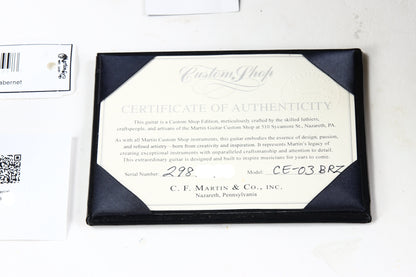 abernet
Custom Shop
CERTIFICATE OF AUTHENTICITY
This guitar is a Custom Shop Edition, meticulously crafted by the skilled luthiers,
craftspeople, and artisans of the Martin Guitar Custom Shop at 510 Sycamore St., Nazareth, PA.
As with all Martin Custom Shop instruments, this guitar embodies the essence of design, passion,
and refined artistry – born from creativity and inspiration. It represents Martin's legacy of
creating exceptional instruments with unparalleled craftsmanship and attention to detail.
This extraordinary guitar is designed and built to inspire musicians for years to come.
Serial Number: 298 Model: CE-03 BRZ
C. F. MARTIN & CO., INC.
Nazareth, Pennsylvania